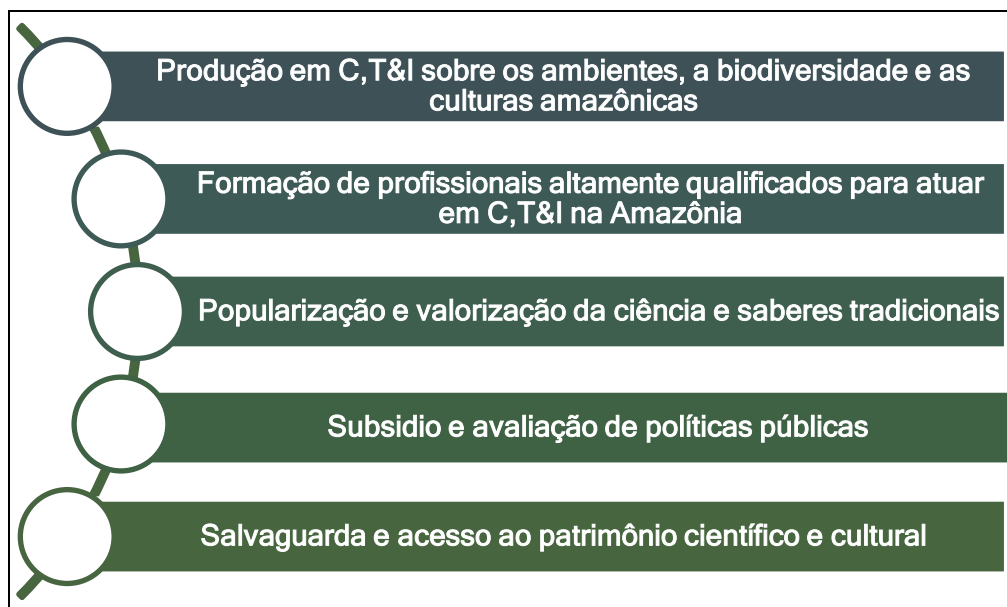 Produção em C,T&I sobre os ambientes, a biodiversidade e as
culturas amazônicas
Formação de profissionais altamente qualificados para atuar
em C,T&I na Amazônia
Popularização e valorização da ciência e saberes tradicionais
Subsidio e avaliação de políticas públicas
Salvaguarda e acesso ao patrimônio científico e cultural